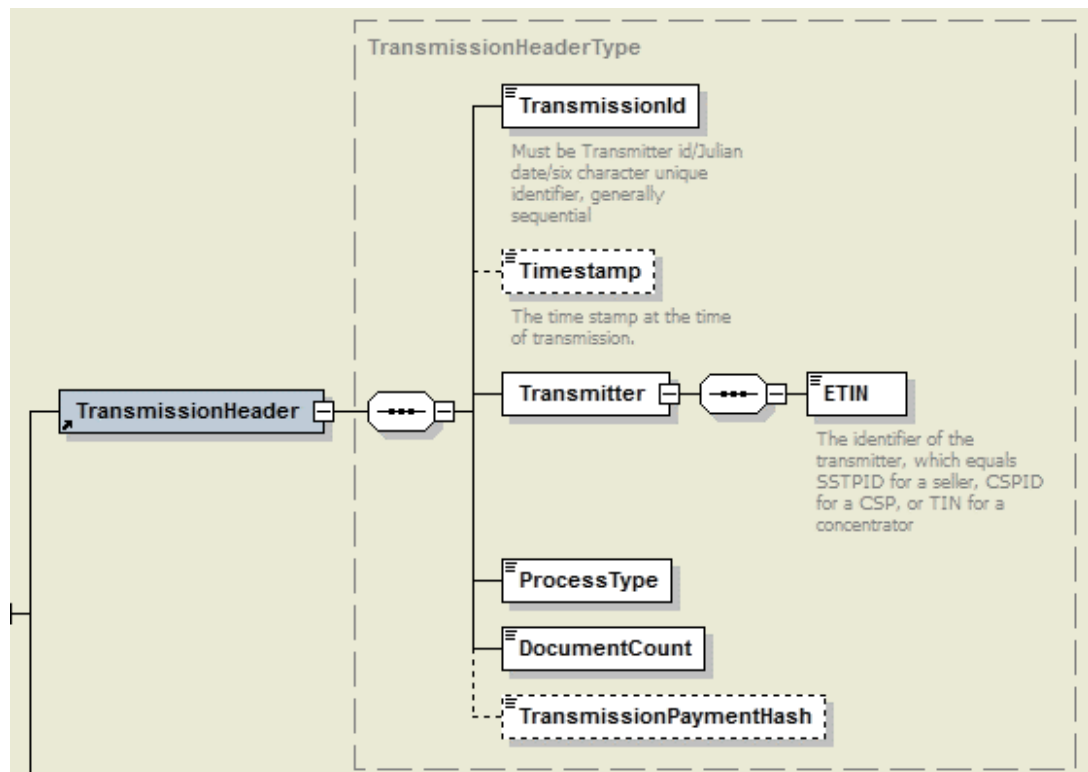 TransmissionHeaderType
TransmissionId
Must be Transmitter id/Julian
date/six character unique
identifier, generally
sequential
Timestamp
The time stamp at the time
of transmission.
TransmissionHeader
Transmitter
ETIN
The identifier of the
transmitter, which equals
SSTPID for a seller, CSPID
for a CSP, or TIN for a
concentrator
ProcessType
DocumentCount
TransmissionPaymentHash